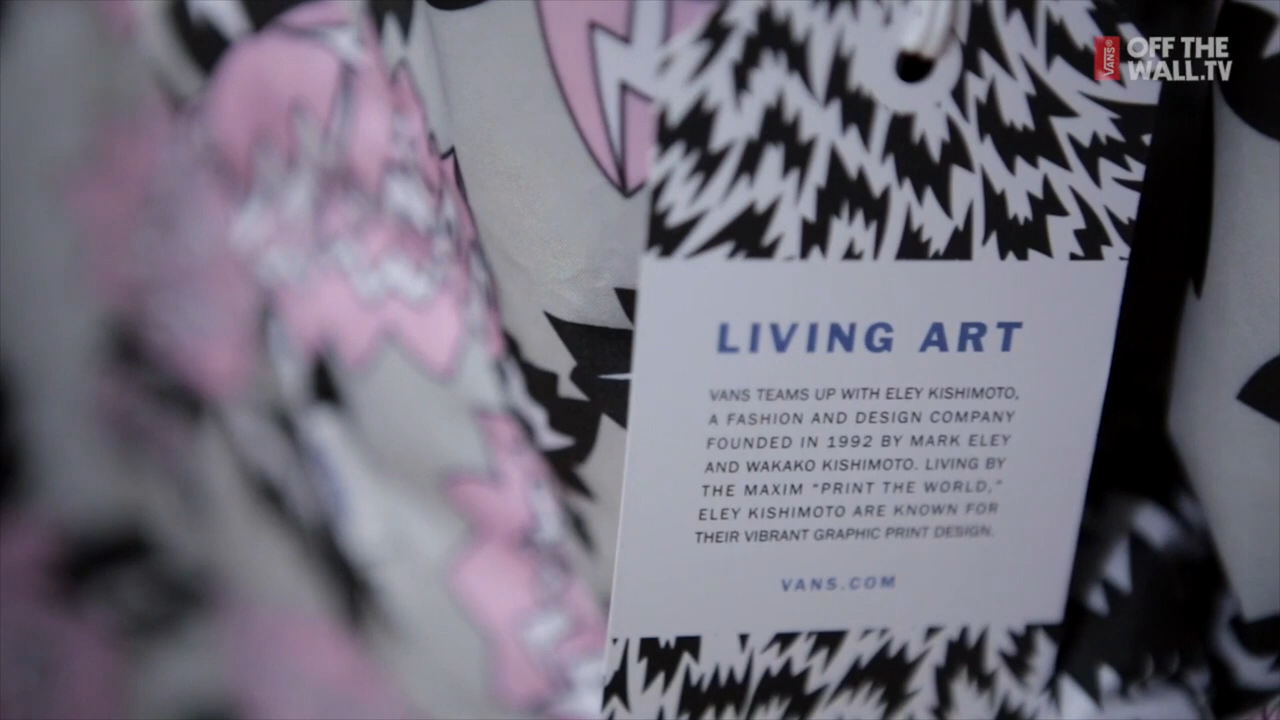 VANS
OFF THE
WALL.TV
LIVING ART
VANS TEAMS UP WITH ELEY KISHIMOTO,
A FASHION AND DESIGN COMPANY
FOUNDED IN 1992 BY MARK ELEY
AND WAKAKO KISHIMOTO. LIVING BY
THE MAXIM "PRINT THE WORLD,"
ELEY KISHIMOTO ARE KNOWN FOR
THEIR VIBRANT GRAPHIC PRINT DESIGN.
VANS.COM